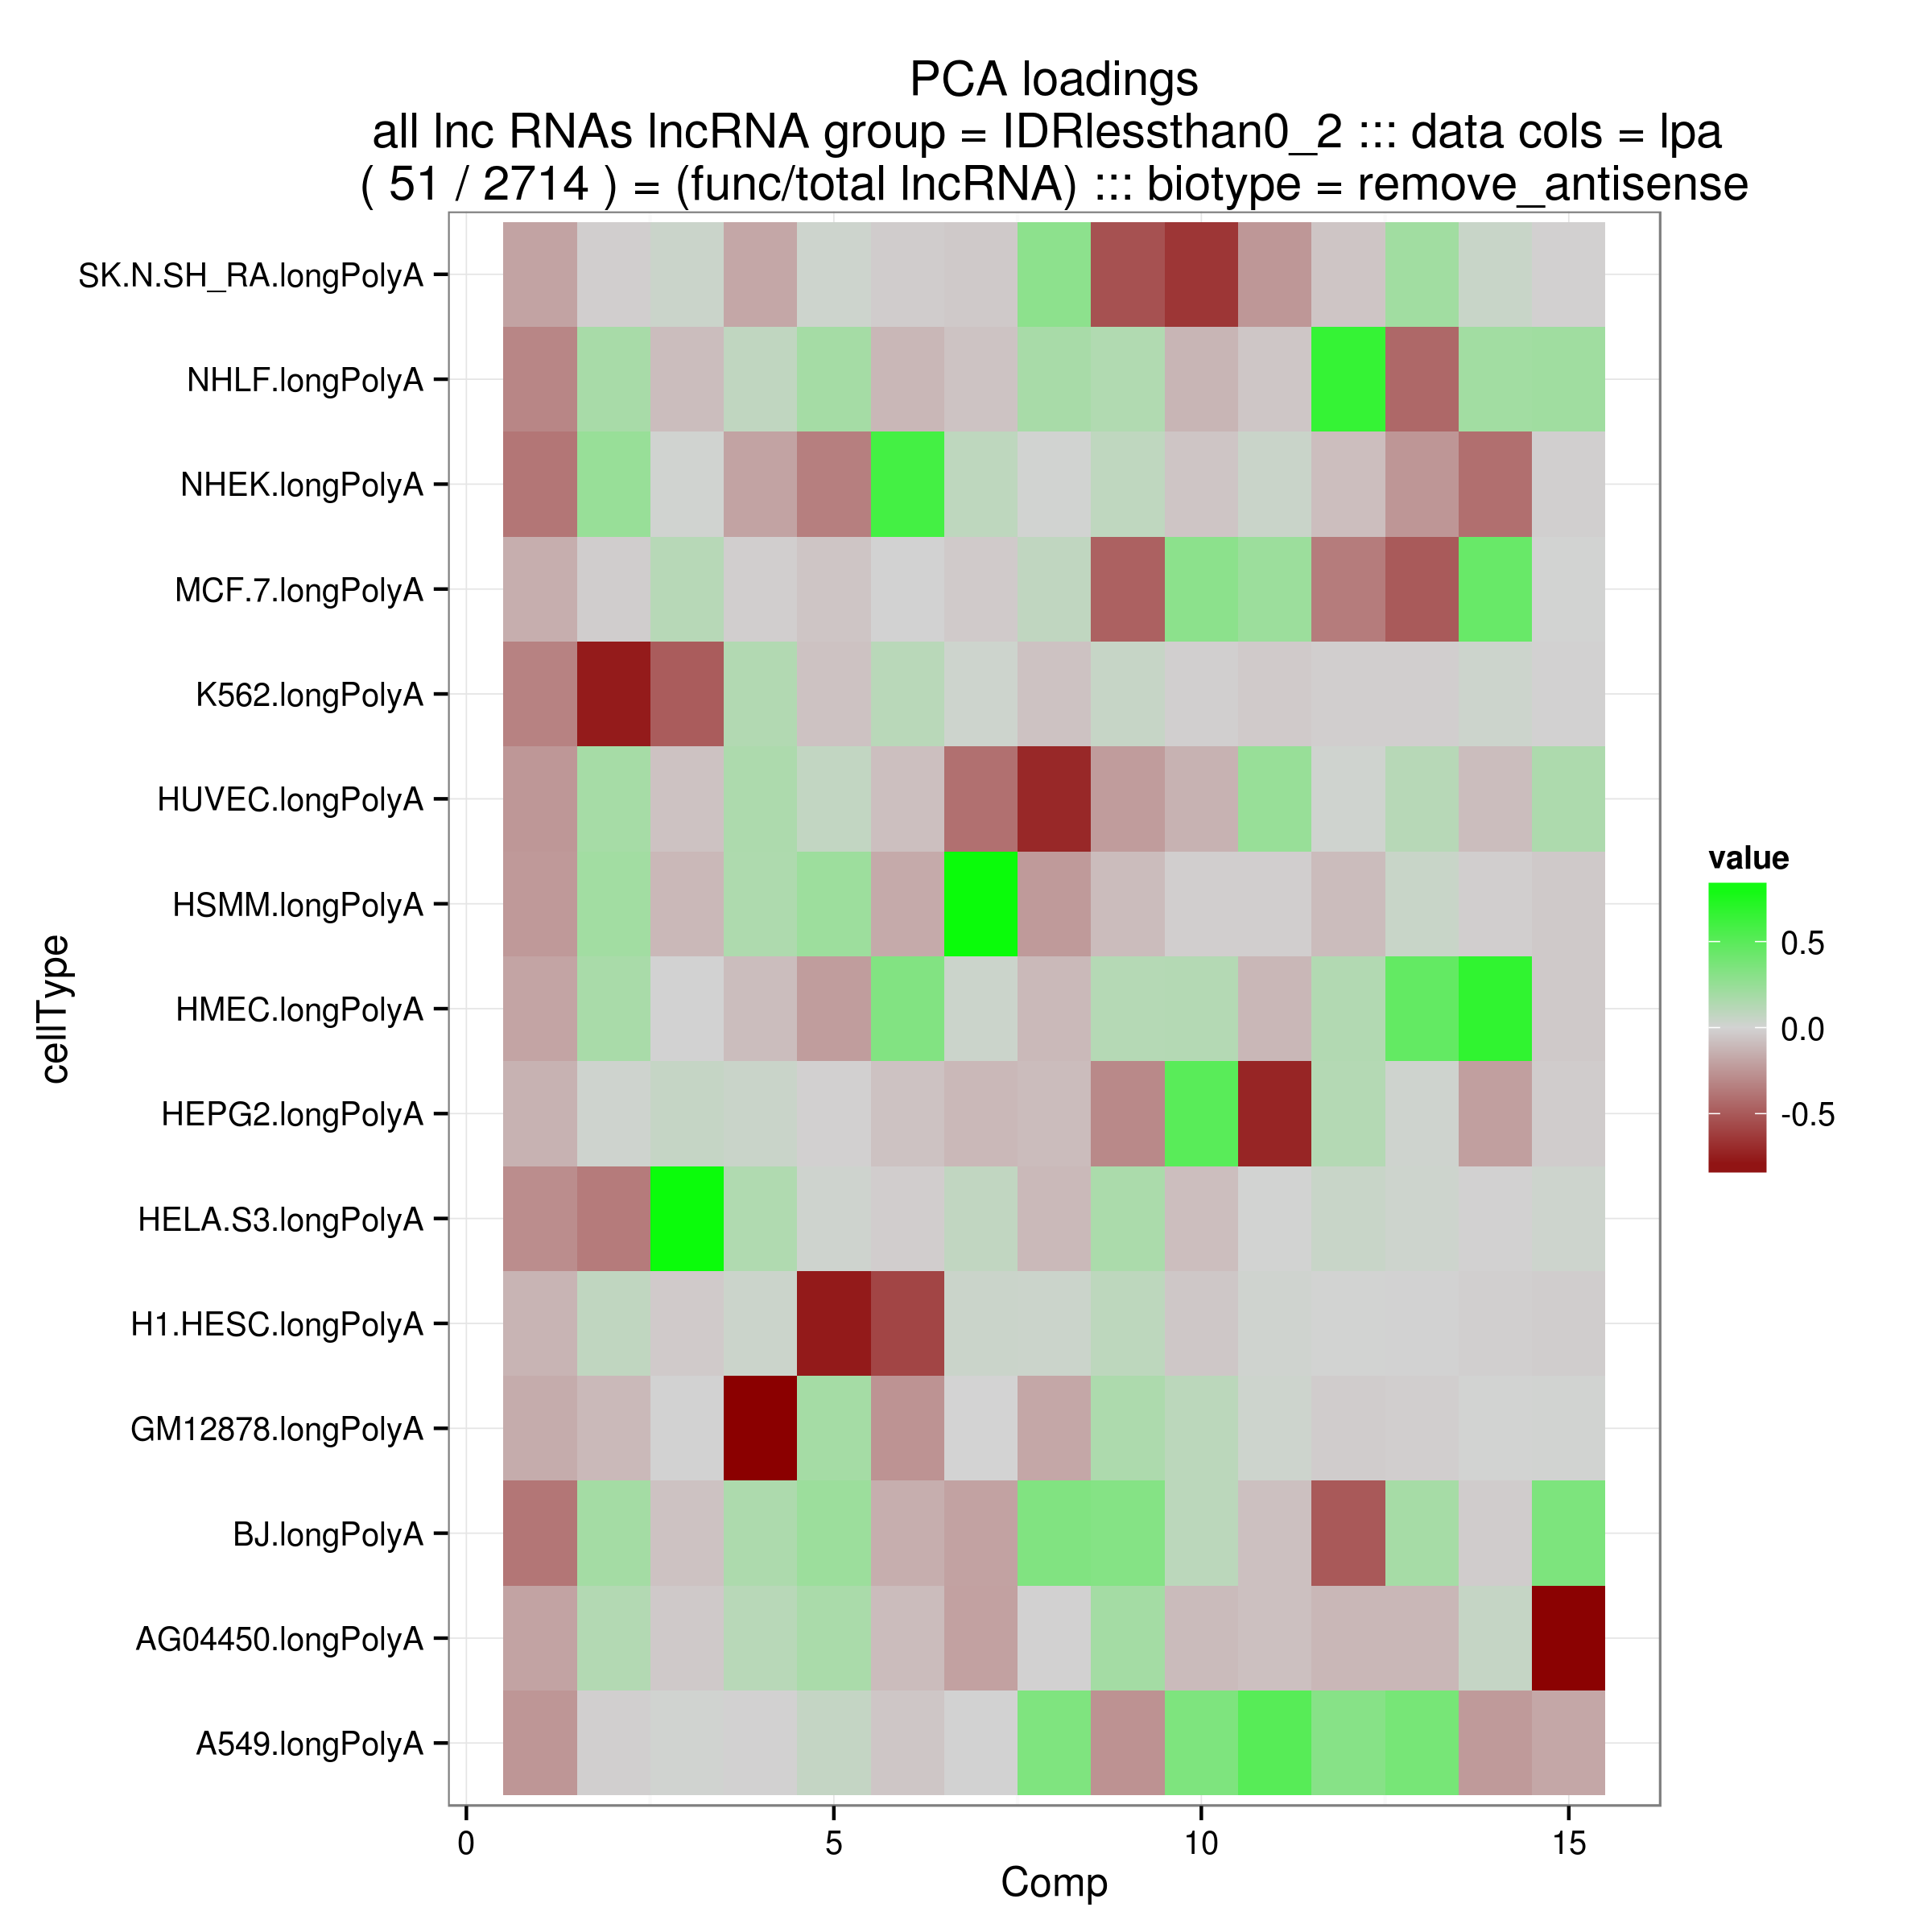 PCA loadings
all lnc RNAs lncRNA group = IDRlessthan0_2 ::: data cols = lpa
( 51 / 2714 ) = (func/total lncRNA) ::: biotype = remove_antisense
cellType
SK.N.SH_RA.longPolyA
NHLF.longPolyA
NHEK.longPolyA
MCF.7.longPolyA
K562.longPolyA
HUVEC.longPolyA
HSMM.longPolyA
HMEC.longPolyA
HEPG2.longPolyA
HELA.S3.longPolyA
H1.HESC.longPolyA
GM12878.longPolyA
BJ.longPolyA
AG04450.longPolyA
A549.longPolyA
0 5 10 15
Comp
value
0.5
0.0
-0.5